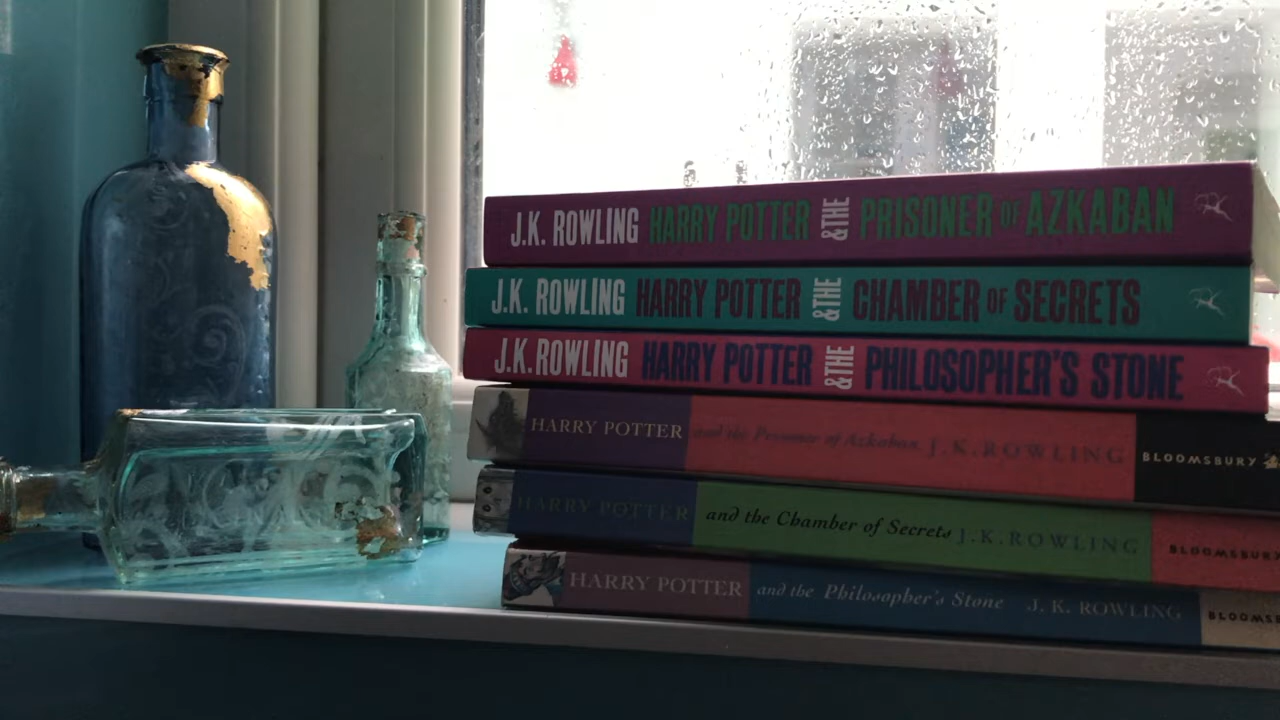 J.K. ROWLING HARRY POTTER & THE PRISONER OF AZKABAN
J.K. ROWLING HARRY POTTER & THE CHAMBER OF SECRETS
J.K. ROWLING HARRY POTTER & THE PHILOSOPHER'S STONE
HARRY POTTER and the Prisoner of Azkaban J.K.ROWLING BLOOMSBURY
HARRY POTTER and the Chamber of Secrets J.K.ROWLING BLOOMSBURY
HARRY POTTER and the Philosopher's Stone J. K. ROWLING BLOOMS